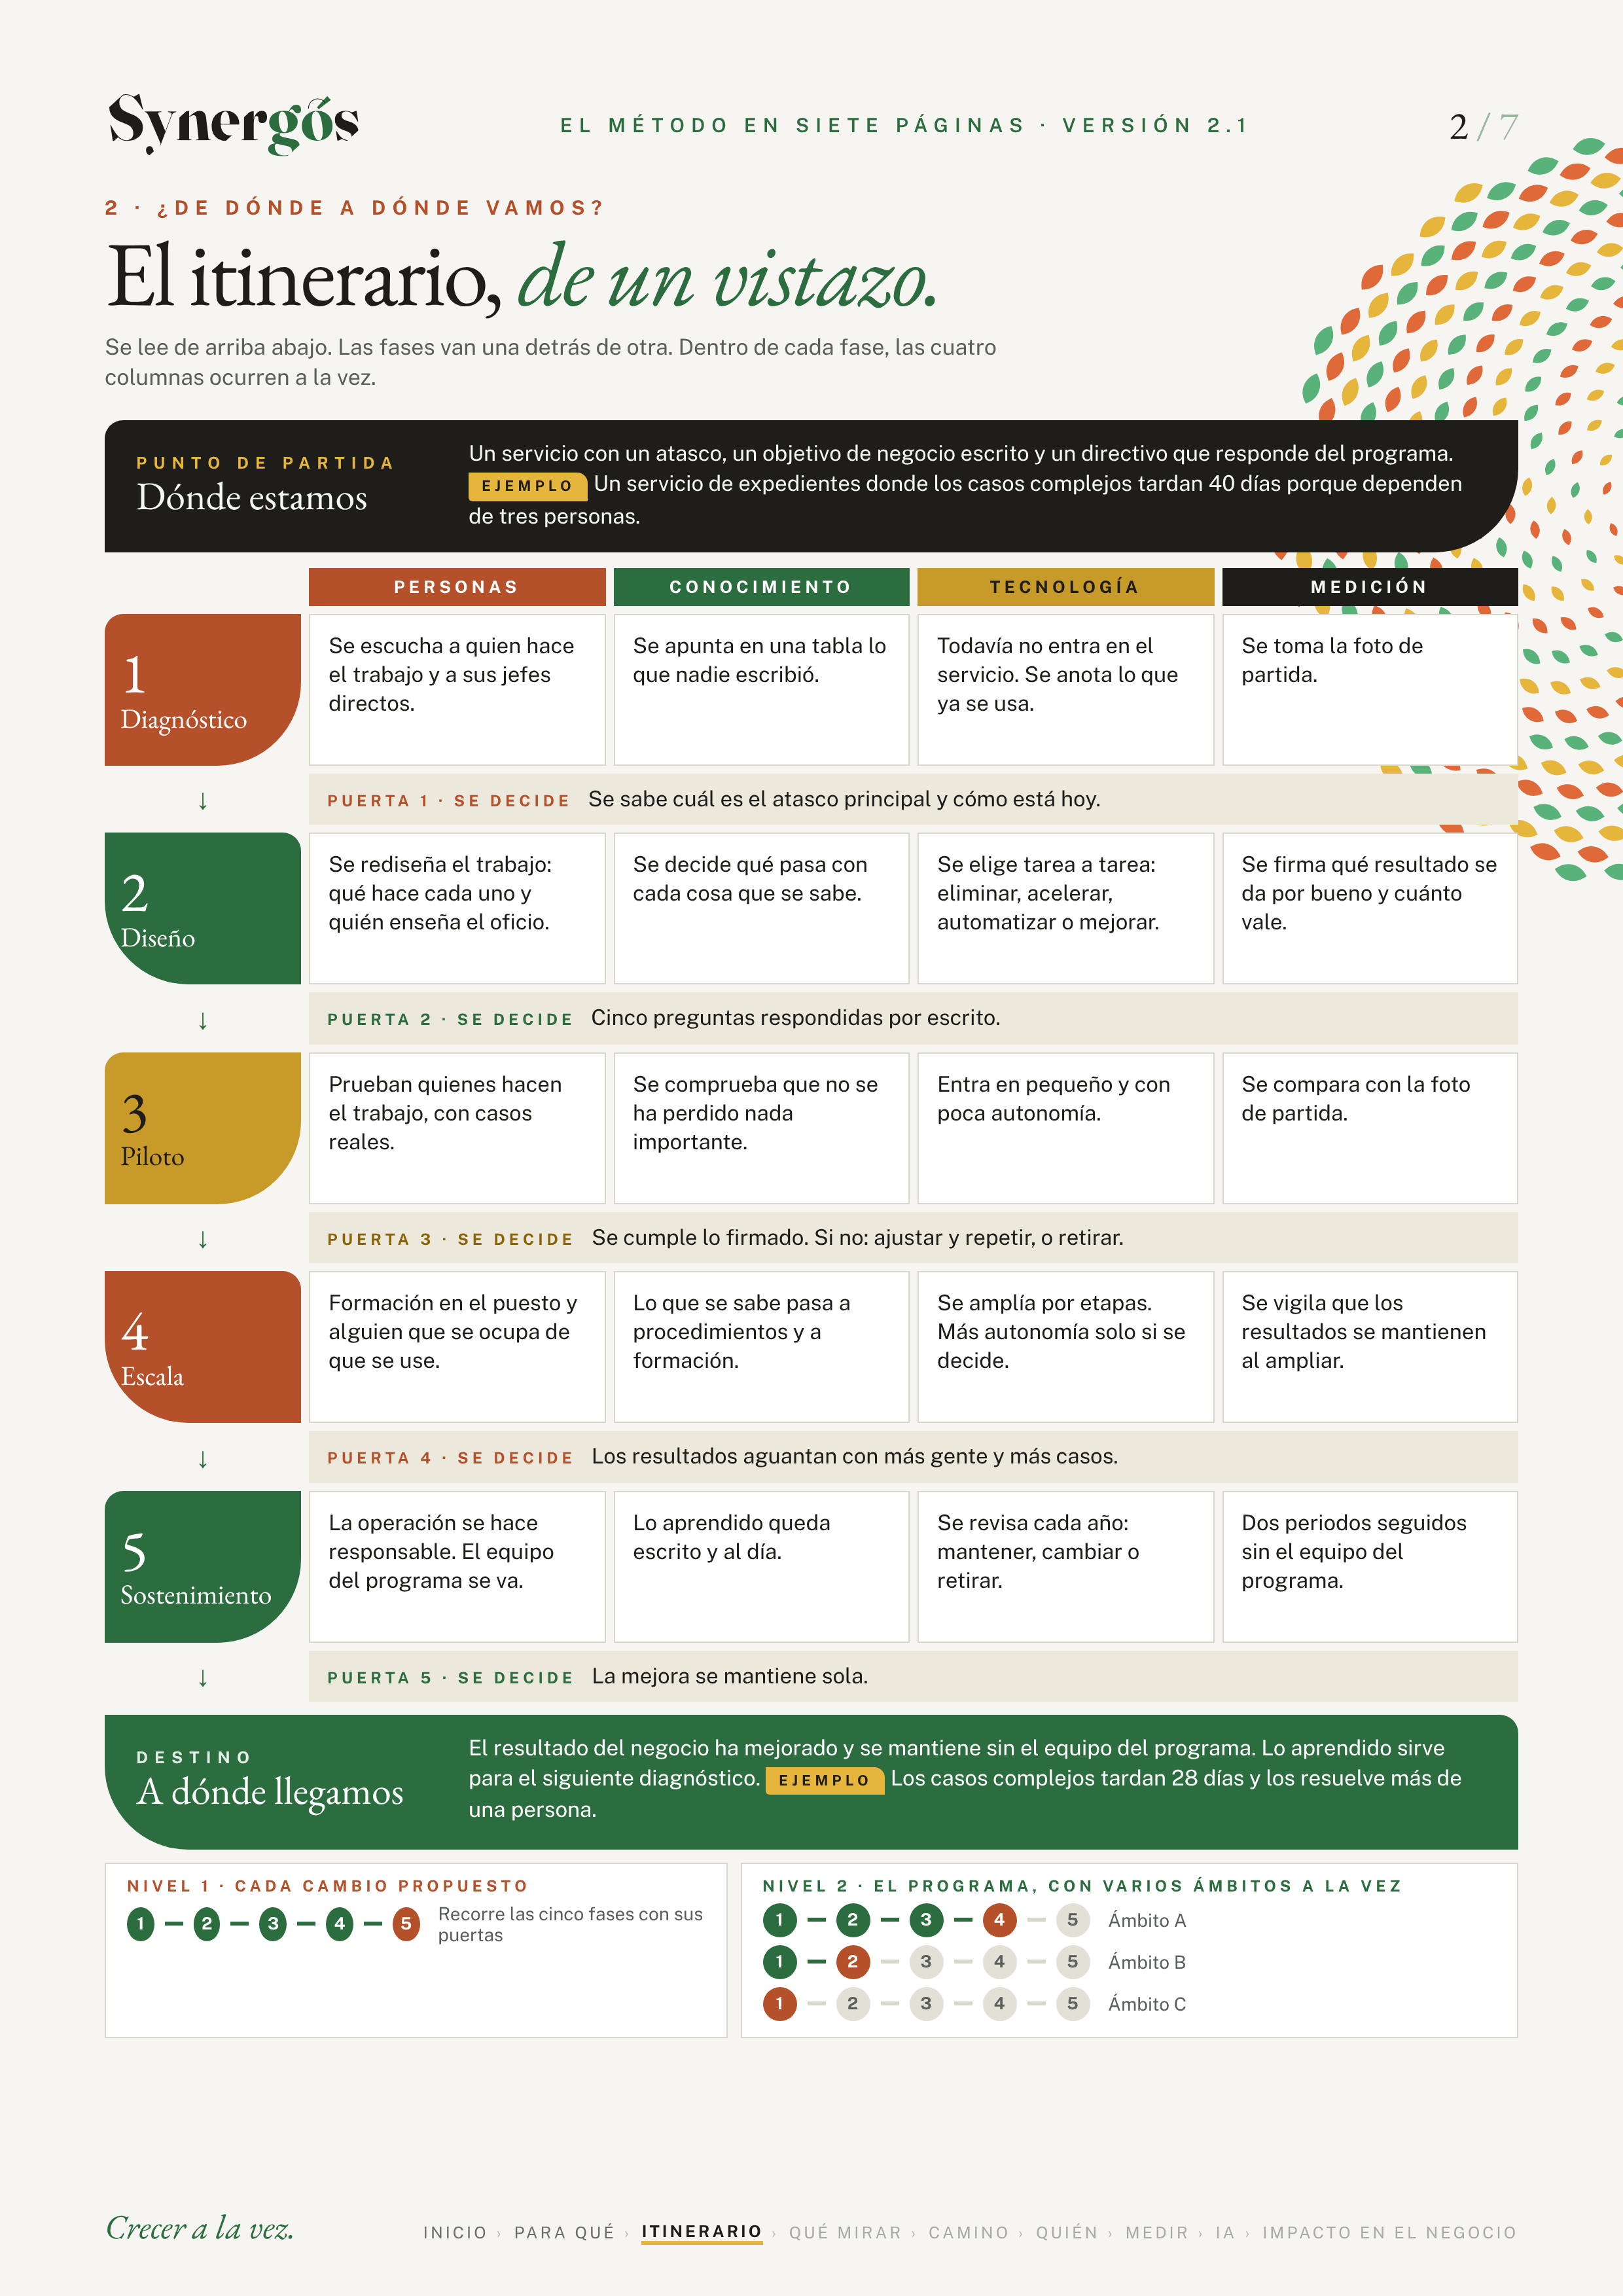 Synergós
EL MÉTODO EN SIETE PÁGINAS · VERSIÓN 2.1
2 / 7
2 · ¿DE DÓNDE A DÓNDE VAMOS?
El itinerario, de un vistazo.
Se lee de arriba abajo. Las fases van una detrás de otra. Dentro de cada fase, las cuatro
columnas ocurren a la vez.
PUNTO DE PARTIDA
Dónde estamos
Un servicio con un atasco, un objetivo de negocio escrito y un directivo que responde del programa.
EJEMPLO Un servicio de expedientes donde los casos complejos tardan 40 días porque dependen
de tres personas.
PERSONAS
CONOCIMIENTO
TECNOLOGÍA
MEDICIÓN
1
Diagnóstico
Se escucha a quien hace
el trabajo y a sus jefes
directos.
Se apunta en una tabla lo
que nadie escribió.
Todavía no entra en el
servicio. Se anota lo que
ya se usa.
Se toma la foto de
partida.
↓
PUERTA 1 · SE DECIDE Se sabe cuál es el atasco principal y cómo está hoy.
2
Diseño
Se rediseña el trabajo:
qué hace cada uno y
quién enseña el oficio.
Se decide qué pasa con
cada cosa que se sabe.
Se elige tarea a tarea:
eliminar, acelerar,
automatizar o mejorar.
Se firma qué resultado se
da por bueno y cuánto
vale.
↓
PUERTA 2 · SE DECIDE Cinco preguntas respondidas por escrito.
3
Piloto
Prueban quienes hacen
el trabajo, con casos
reales.
Se comprueba que no se
ha perdido nada
importante.
Entra en pequeño y con
poca autonomía.
Se compara con la foto
de partida.
↓
PUERTA 3 · SE DECIDE Se cumple lo firmado. Si no: ajustar y repetir, o retirar.
4
Escala
Formación en el puesto y
alguien que se ocupa de
que se use.
Lo que se sabe pasa a
procedimientos y a
formación.
Se amplía por etapas.
Más autonomía solo si se
decide.
Se vigila que los
resultados se mantienen
al ampliar.
↓
PUERTA 4 · SE DECIDE Los resultados aguantan con más gente y más casos.
5
Sostenimiento
La operación se hace
responsable. El equipo
del programa se va.
Lo aprendido queda
escrito y al día.
Se revisa cada año:
mantener, cambiar o
retirar.
Dos periodos seguidos
sin el equipo del
programa.
↓
PUERTA 5 · SE DECIDE La mejora se mantiene sola.
DESTINO
A dónde llegamos
El resultado del negocio ha mejorado y se mantiene sin el equipo del programa. Lo aprendido sirve
para el siguiente diagnóstico. EJEMPLO Los casos complejos tardan 28 días y los resuelve más de
una persona.
NIVEL 1 · CADA CAMBIO PROPUESTO
1 2 3 4 5 Recorre las cinco fases con sus
puertas
NIVEL 2 · EL PROGRAMA, CON VARIOS ÁMBITOS A LA VEZ
1 2 3 4 5 Ámbito A
1 2 3 4 5 Ámbito B
1 2 3 4 5 Ámbito C
Crecer a la vez.
INICIO › PARA QUÉ › ITINERARIO › QUÉ MIRAR › CAMINO › QUIÉN › MEDIR › IA › IMPACTO EN EL NEGOCIO